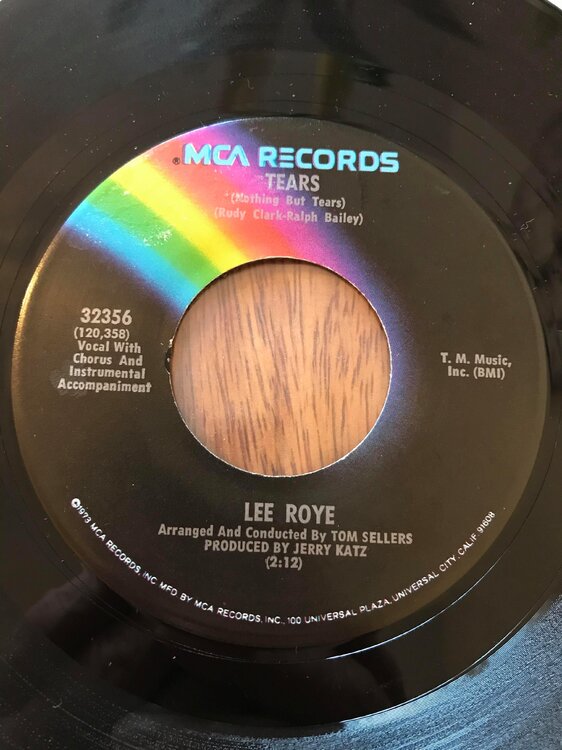 ® MCA RECORDS
TEARS
(Nothing But Tears)
(Rudy Clark-Ralph Bailey)
32356
(120,358)
Vocal With
Chorus And
Instrumental
Accompaniment
T. M. Music,
Inc. (BMI)
LEE ROYE
Arranged And Conducted By TOM SELLERS
PRODUCED BY JERRY KATZ
(2:12)
©1973 MCA RECORDS, INC. MFD BY MCA RECORDS, INC., 100 UNIVERSAL PLAZA, UNIVERSAL CITY, CALIF. 91608